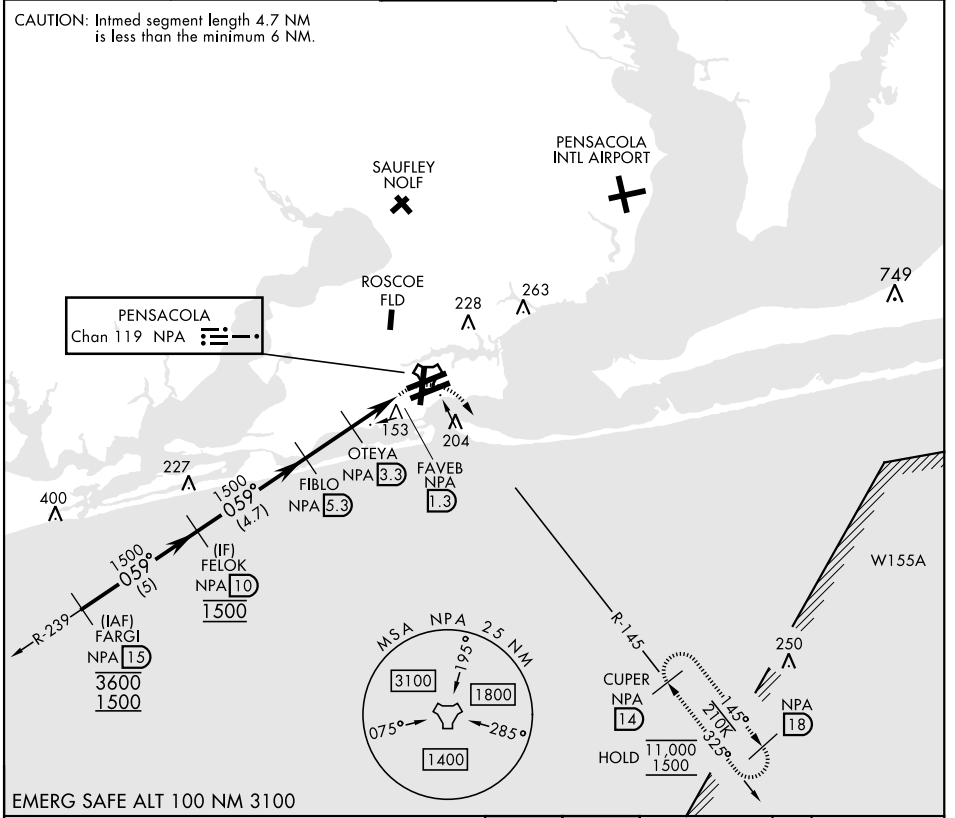 CAUTION: Intmed segment length 4.7 NM
is less than the minimum 6 NM.
PENSACOLA
INTL AIRPORT
SAUFLEY
NOLF
ROSCOE
FLD
228
263
749
PENSACOLA
Chan 119 NPA
153
204
OTEYA
NPA 3.3
FAVEB
NPA
1.3
FIBLO
NPA 5.3
227
400
1500
059°
(4.7)
(IF)
FELOK
NPA 10
1500
1500
059°
(5)
R-239
(IAF)
FARGI
NPA 15
3600
1500
W155A
R-145
250
CUPER
NPA
14
145°
210K
325°
NPA
18
HOLD 11,000
1500
MSA NPA 25 NM
195°
3100
1800
075°
285°
1400
EMERG SAFE ALT 100 NM 3100